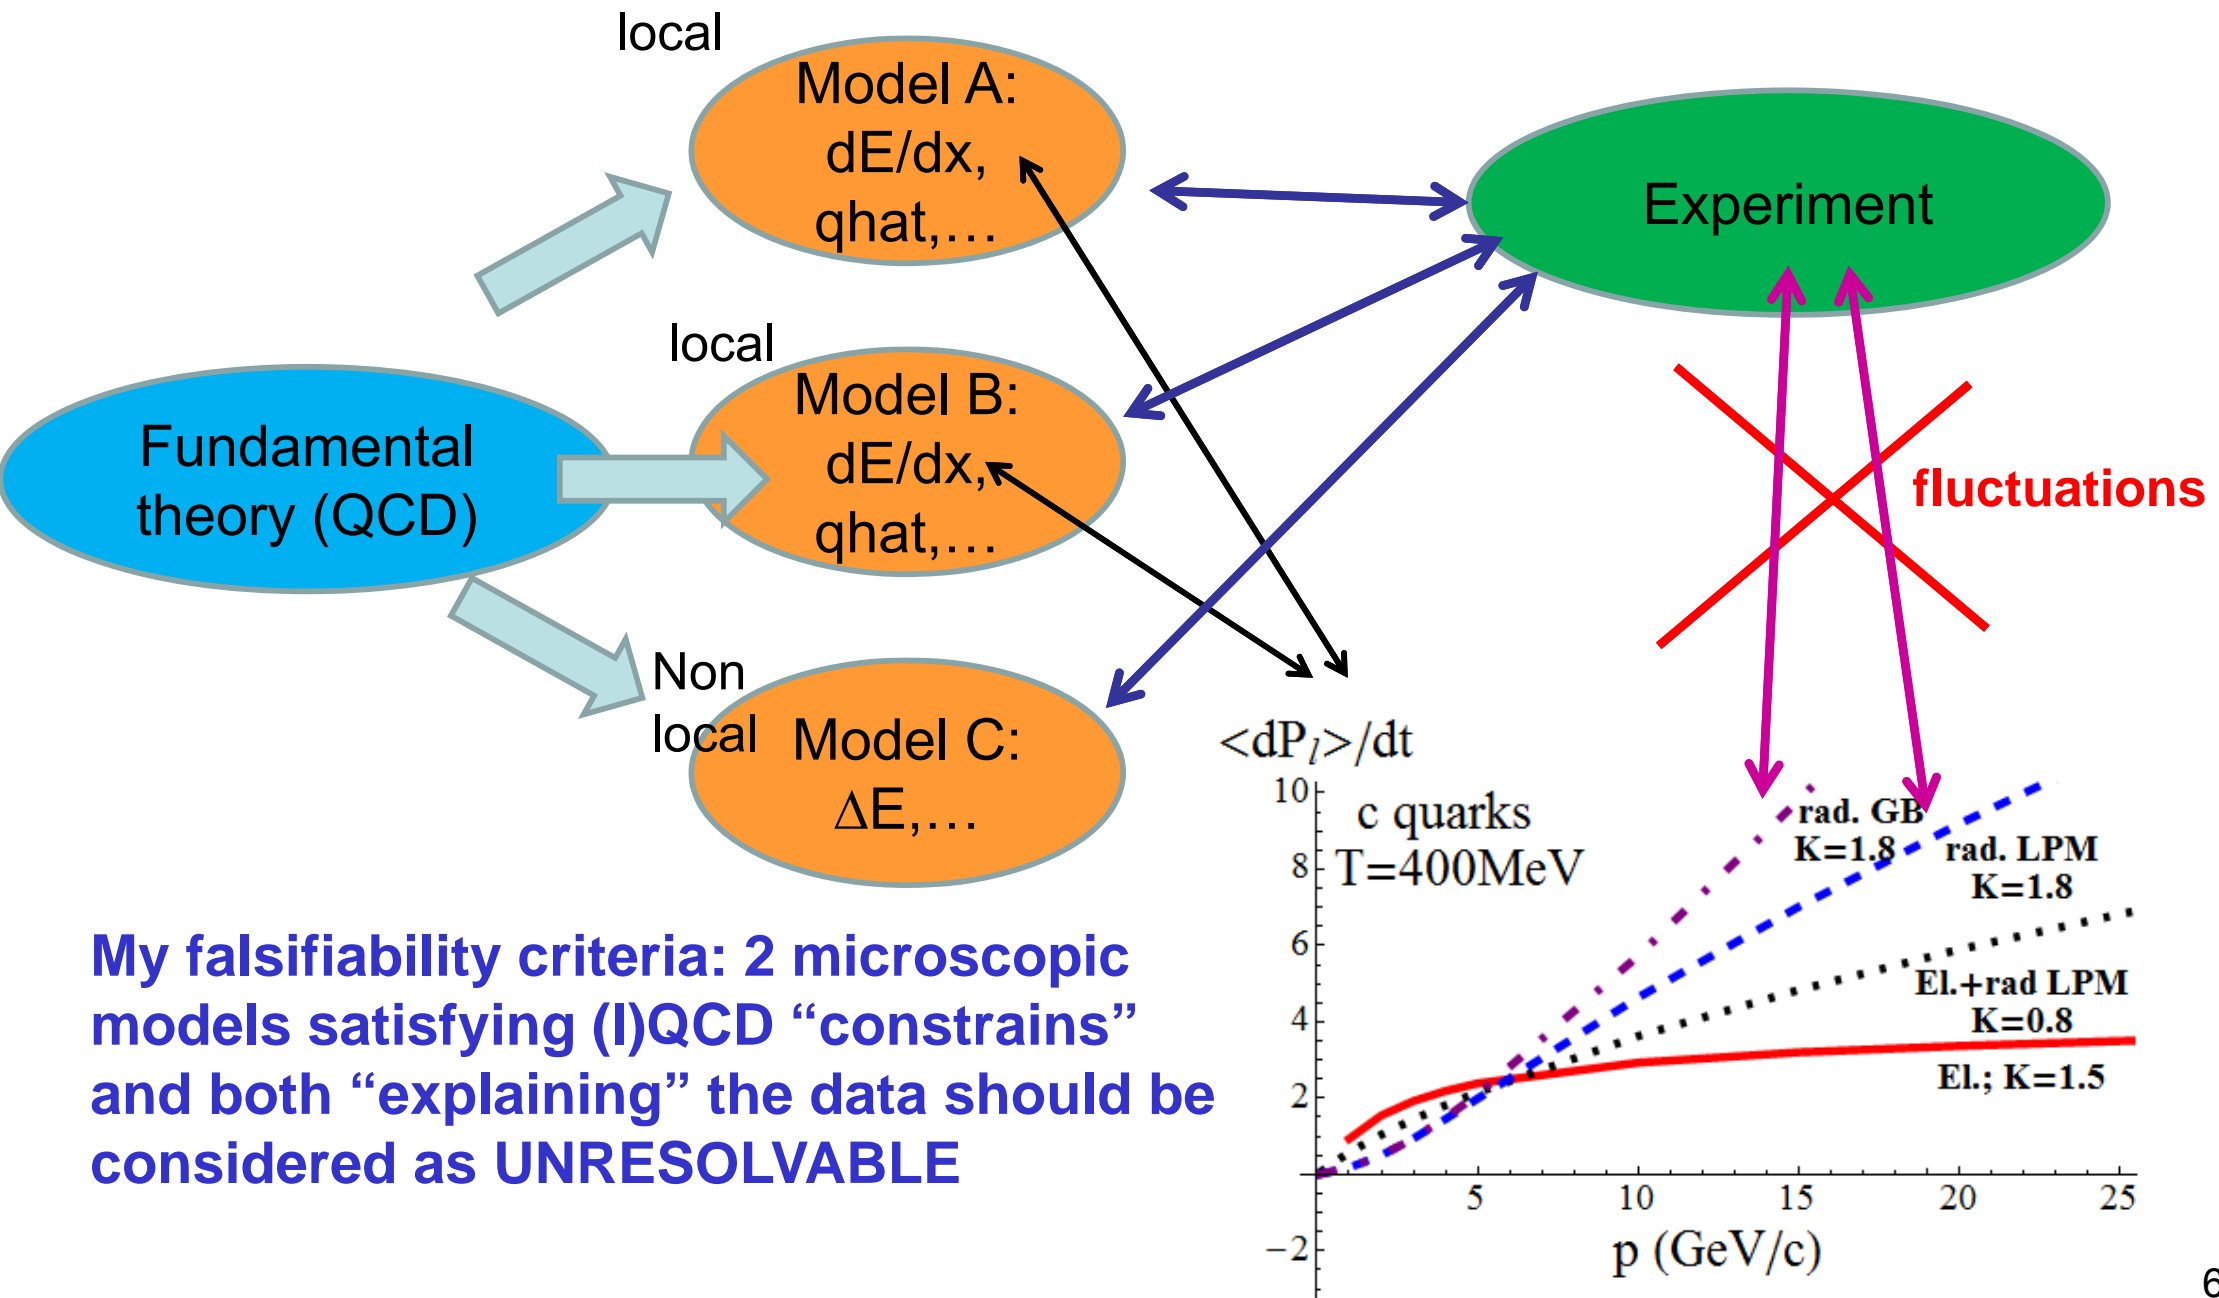 local
Model A:
dE/dx,
qhat,…
Experiment
local
Model B:
dE/dx,
qhat,…
Fundamental
theory (QCD)
fluctuations
Non
local
Model C:
ΔE,…
<dPl>/dt
c quarks
T=400MeV
rad. GB
K=1.8
rad. LPM
K=1.8
El.+rad LPM
K=0.8
El.; K=1.5
10
8
6
4
2
−2
5 10 15 20 25
p (GeV/c)
My falsifiability criteria: 2 microscopic
models satisfying (l)QCD “constrains”
and both “explaining” the data should be
considered as UNRESOLVABLE
6